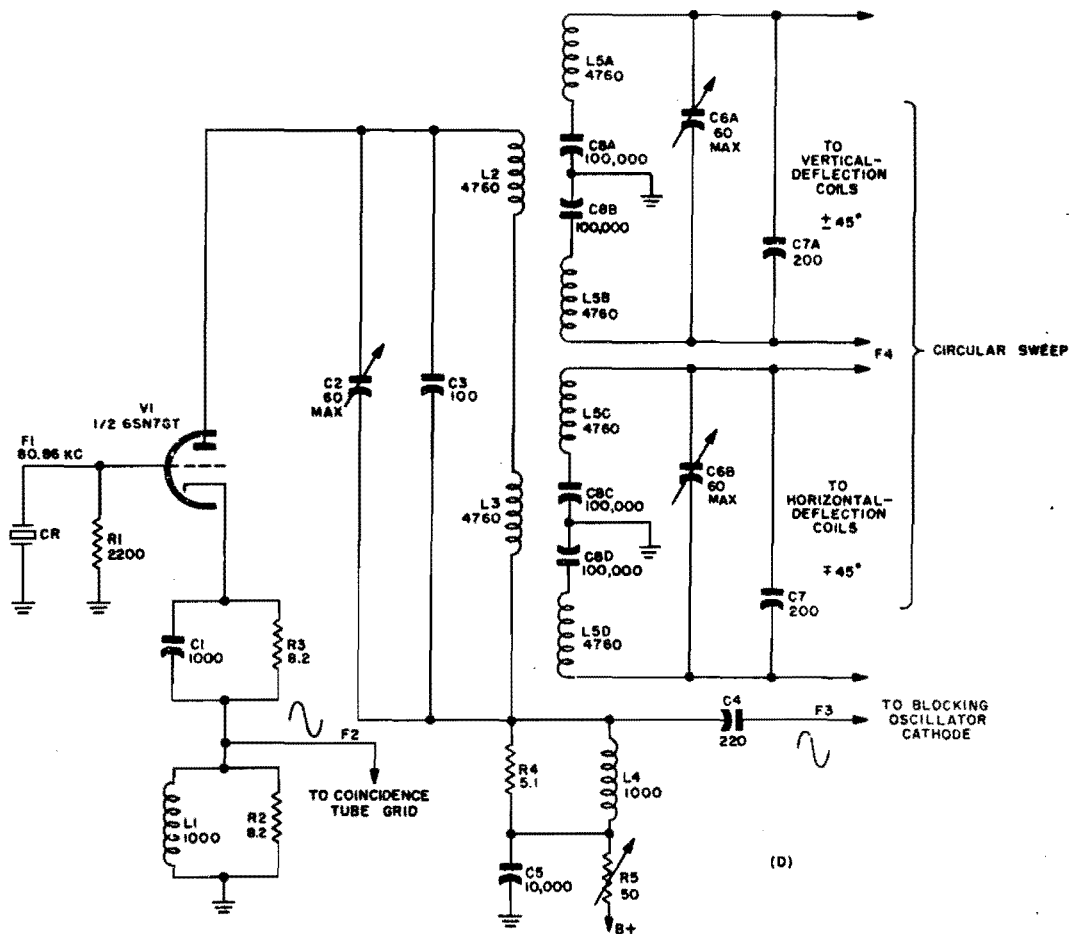 L5A
4760
C8A
100,000
C8B
100,000
L5B
4760
C6A
60
MAX
C7A
200
TO
VERTICAL-
DEFLECTION
COILS
± 45°
F4
CIRCULAR SWEEP
L5C
4760
C8C
100,000
C8D
100,000
L5D
4760
C6B
60
MAX
C7
200
TO
HORIZONTAL-
DEFLECTION
COILS
∓ 45°
L2
4760
L3
4760
C2
60
MAX
C3
100
V1
1/2 6SN7GT
F1
80.86 KC
CR
R1
2200
C1
1000
R3
8.2
F2
TO COINCIDENCE
TUBE GRID
L1
1000
R2
8.2
C4
220
F3
TO BLOCKING
OSCILLATOR
CATHODE
R4
5.1
L4
1000
C5
10,000
R5
50
B+
(D)